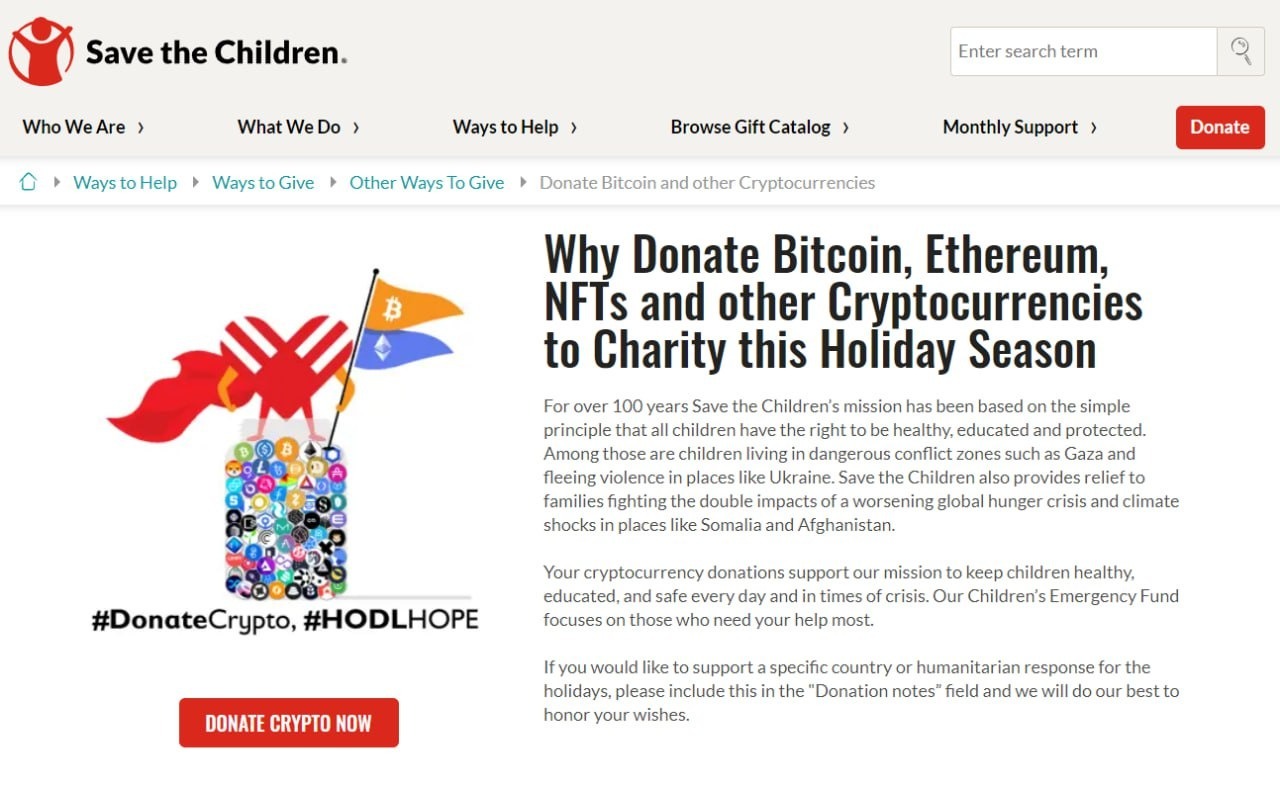 Save the Children.
Enter search term
Who We Are ›
What We Do ›
Ways to Help ›
Browse Gift Catalog ›
Monthly Support ›
Donate
Ways to Help
Ways to Give
Other Ways To Give
Donate Bitcoin and other Cryptocurrencies
Why Donate Bitcoin, Ethereum,
NFTs and other Cryptocurrencies
to Charity this Holiday Season
For over 100 years Save the Children’s mission has been based on the simple
principle that all children have the right to be healthy, educated and protected.
Among those are children living in dangerous conflict zones such as Gaza and
fleeing violence in places like Ukraine. Save the Children also provides relief to
families fighting the double impacts of a worsening global hunger crisis and climate
shocks in places like Somalia and Afghanistan.
Your cryptocurrency donations support our mission to keep children healthy,
educated, and safe every day and in times of crisis. Our Children’s Emergency Fund
focuses on those who need your help most.
If you would like to support a specific country or humanitarian response for the
holidays, please include this in the "Donation notes” field and we will do our best to
honor your wishes.
#DonateCrypto, #HODLHOPE
DONATE CRYPTO NOW